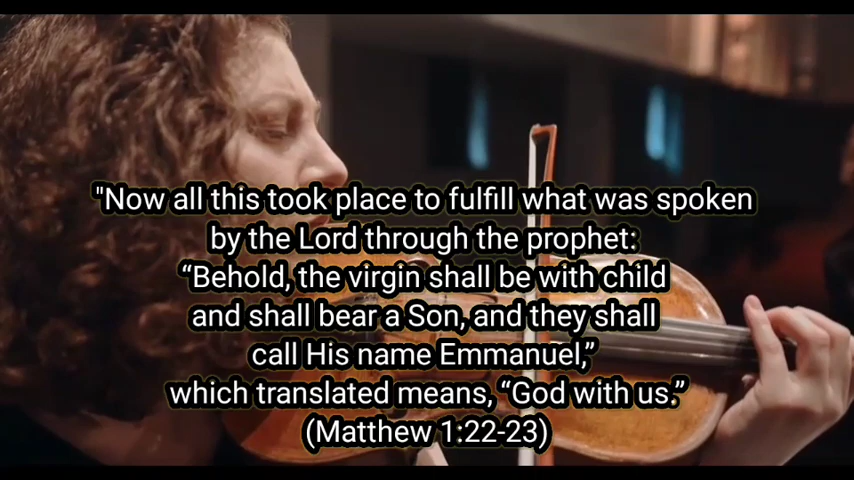 "Now all this took place to fulfill what was spoken
by the Lord through the prophet:
“Behold, the virgin shall be with child
and shall bear a Son, and they shall
call His name Emmanuel,”
which translated means, “God with us.”
(Matthew 1:22-23)